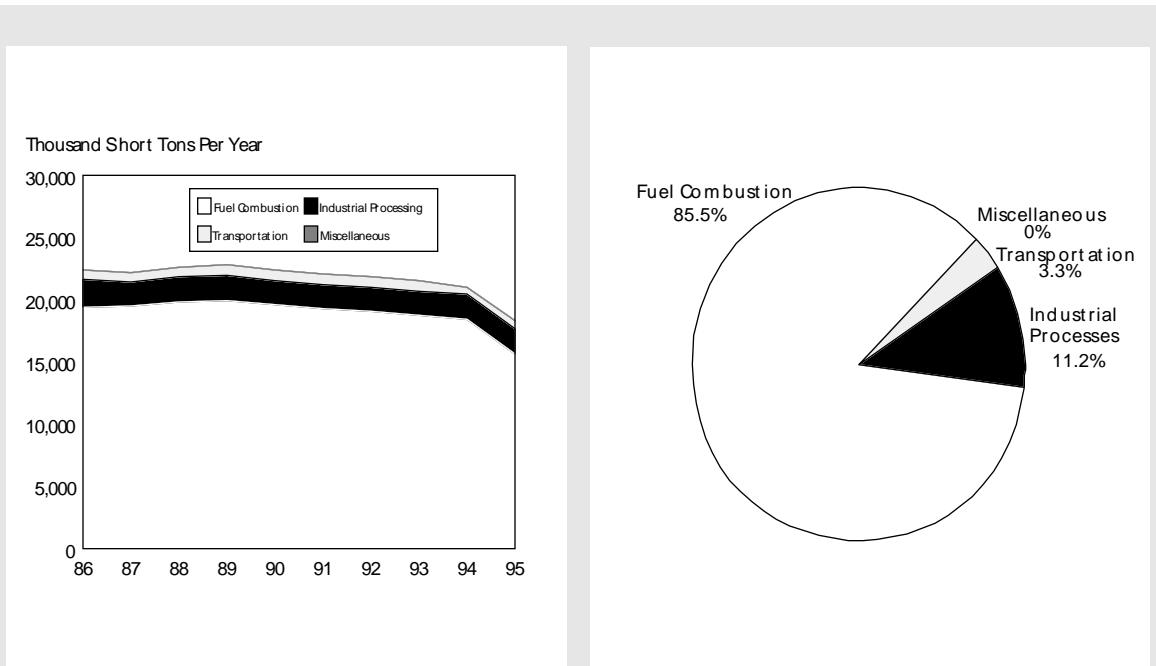 Thousand Short Tons Per Year
30,000
25,000
20,000
15,000
10,000
5,000
0
86 87 88 89 90 91 92 93 94 95
Fuel Combustion Industrial Processing
Transportation Miscellaneous
Fuel Combustion
85.5%
Miscellaneous
0%
Transportation
3.3%
Industrial
Processes
11.2%